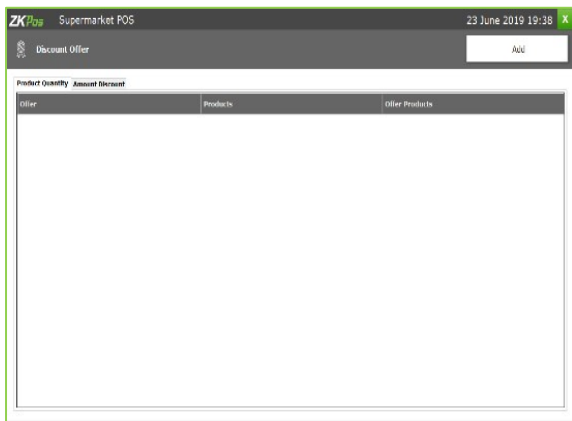 ZKPos Supermarket POS 23 June 2019 19:38 X
Discount Offer Add
Product Quantity Amount Discount
Offer Products Offer Products